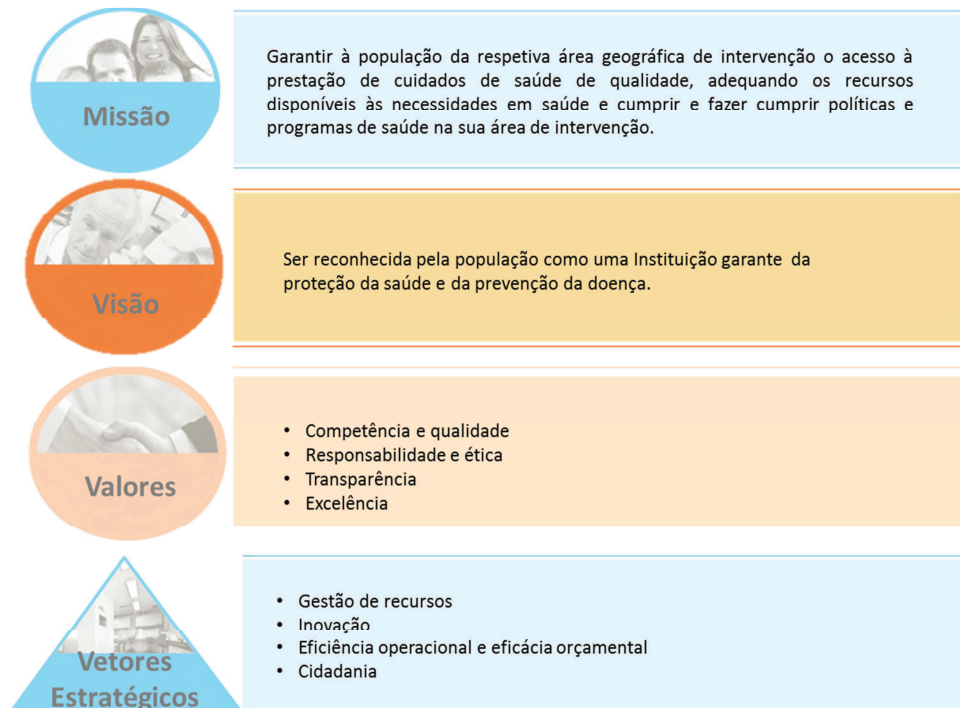 Missão
Garantir à população da respetiva área geográfica de intervenção o acesso à
prestação de cuidados de saúde de qualidade, adequando os recursos
disponíveis às necessidades em saúde e cumprir e fazer cumprir políticas e
programas de saúde na sua área de intervenção.
Visão
Ser reconhecida pela população como uma Instituição garante da
proteção da saúde e da prevenção da doença.
Valores
• Competência e qualidade
• Responsabilidade e ética
• Transparência
• Excelência
Vetores
Estratégicos
• Gestão de recursos
• Inovação
• Eficiência operacional e eficácia orçamental
• Cidadania